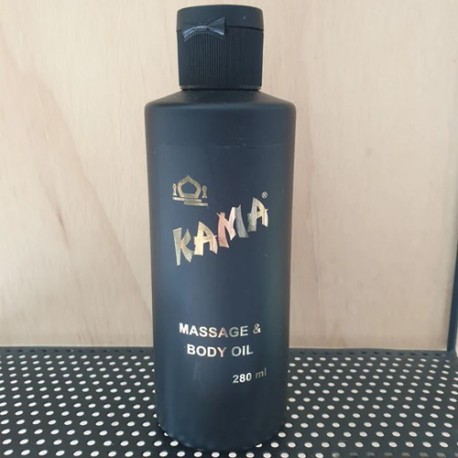 KAMA®
MASSAGE &
BODY OIL
280 ml